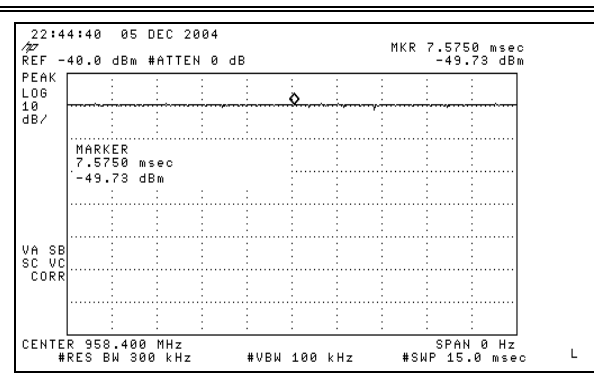 22:44:40 05 DEC 2004
hp
MKR 7.5750 msec
REF -40.0 dBm #ATTEN 0 dB
-49.73 dBm
PEAK
LOG
10
dB/
MARKER
7.5750 msec
-49.73 dBm
VA SB
SC VC
CORR
CENTER 958.400 MHz
SPAN 0 Hz
#RES BW 300 kHz
#VBW 100 kHz
#SWP 15.0 msec
L